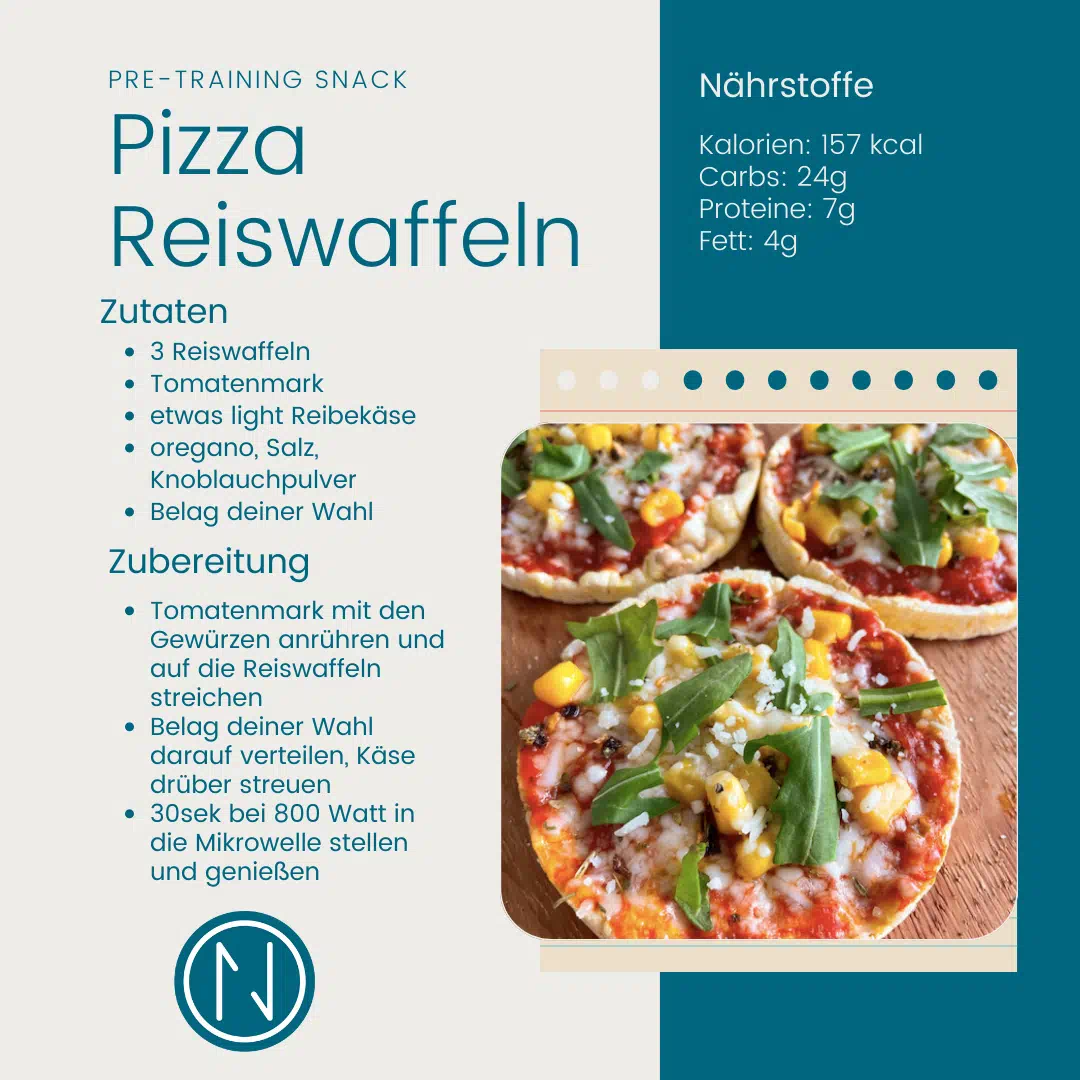 PRE-TRAINING SNACK
Pizza
Reiswaffeln
Zutaten
• 3 Reiswaffeln
• Tomatenmark
• etwas light Reibekäse
• oregano, Salz,
Knoblauchpulver
• Belag deiner Wahl
Zubereitung
• Tomatenmark mit den
Gewürzen anrühren und
auf die Reiswaffeln
streichen
• Belag deiner Wahl
darauf verteilen, Käse
drüber streuen
• 30sek bei 800 Watt in
die Mikrowelle stellen
und genießen
Nährstoffe
Kalorien: 157 kcal
Carbs: 24g
Proteine: 7g
Fett: 4g